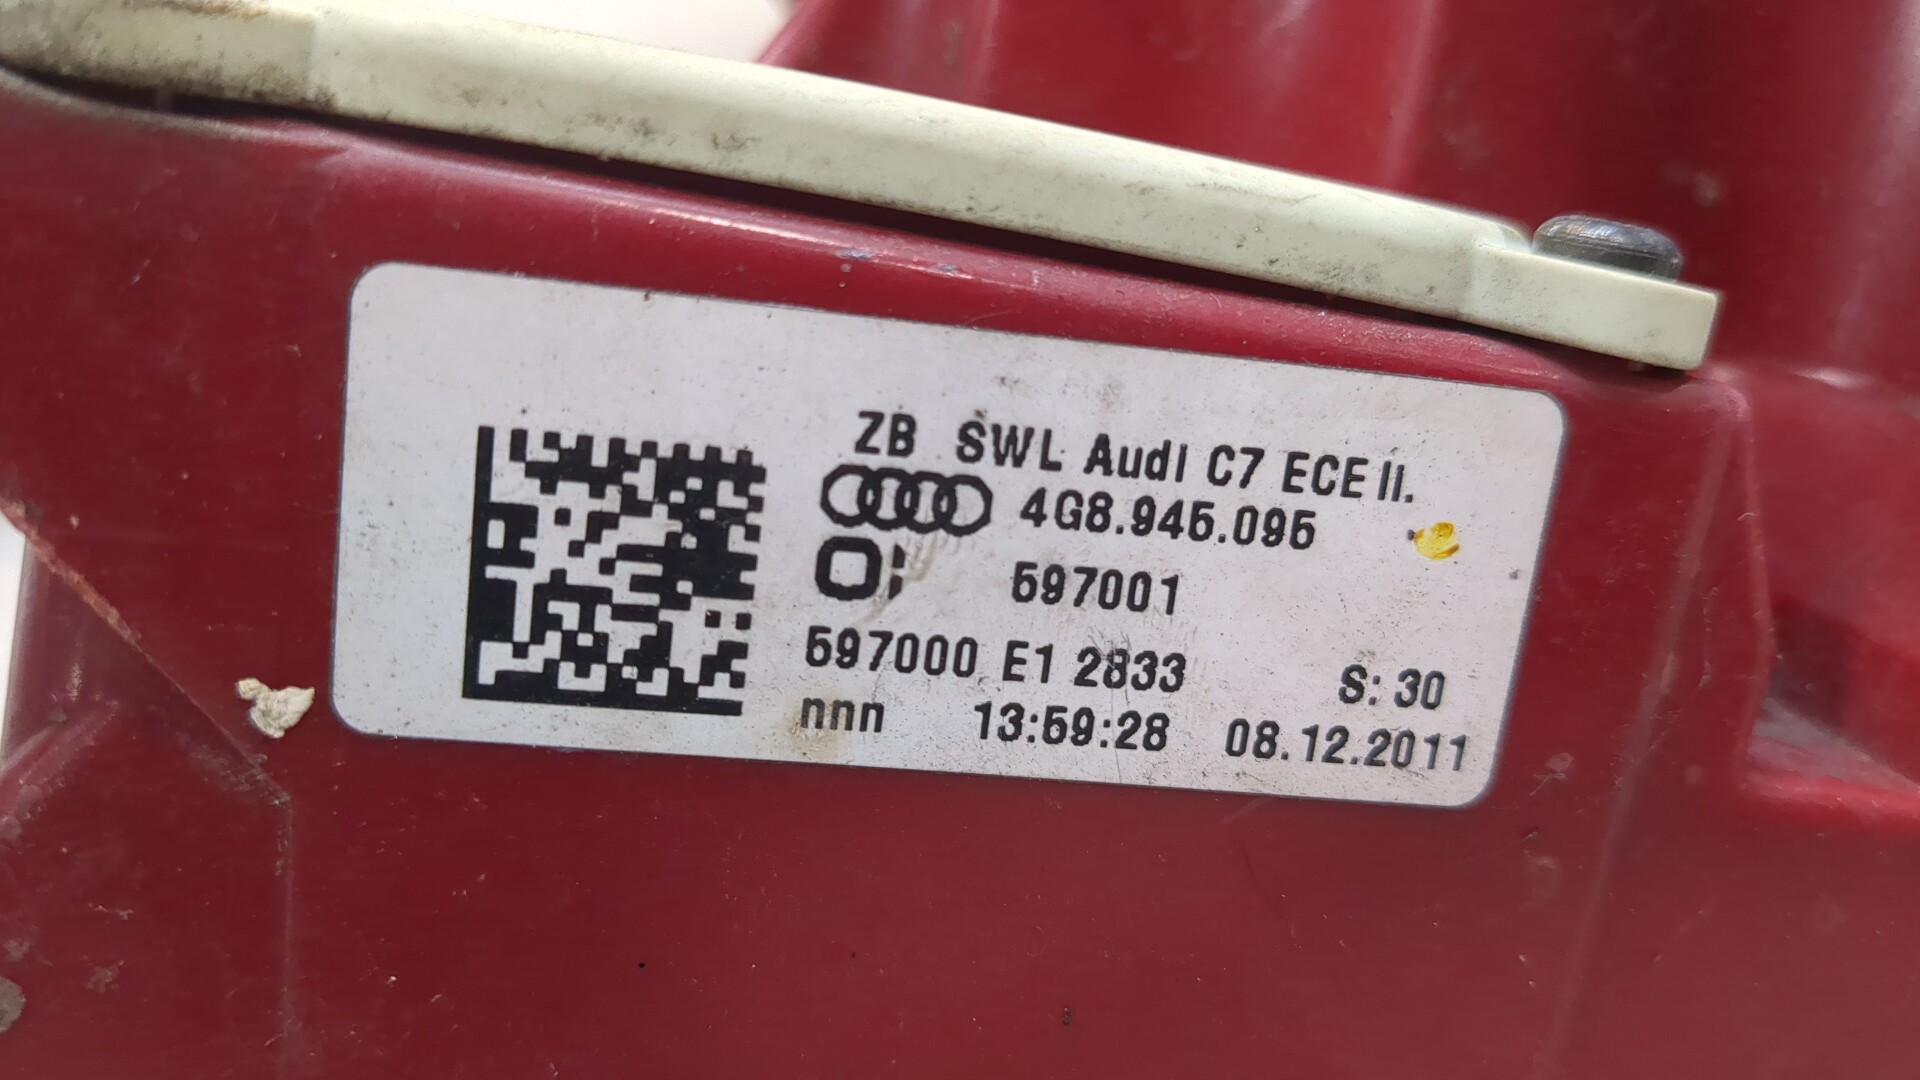 ZB SWL Audi C7 ECE II.
4G8.945.095
O: 597001
597000 E1 2833 S: 30
nnn 13:59:28 08.12.2011